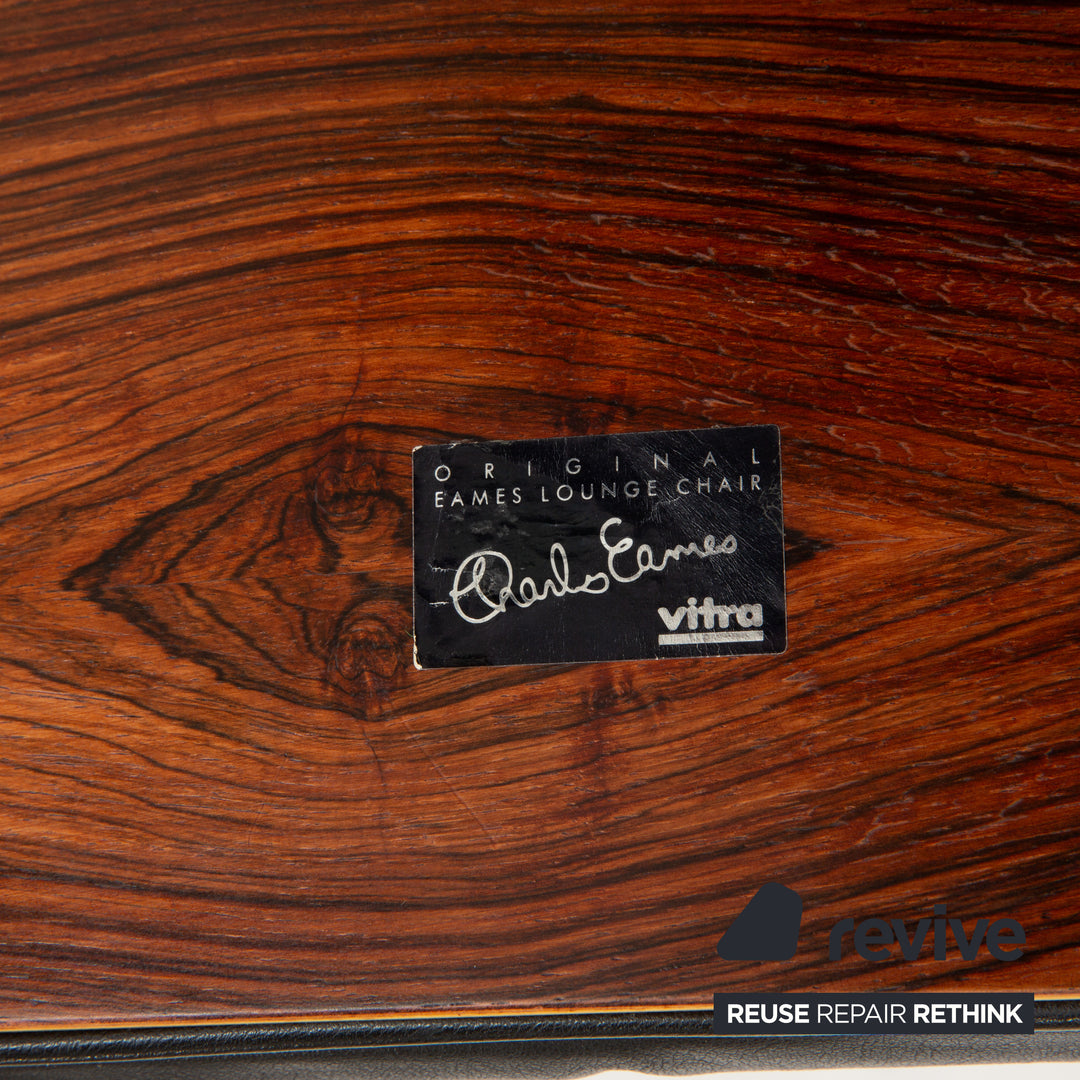 ORIGINAL
EAMES LOUNGE CHAIR
Charles Eames
vitra
revive
REUSE REPAIR RETHINK